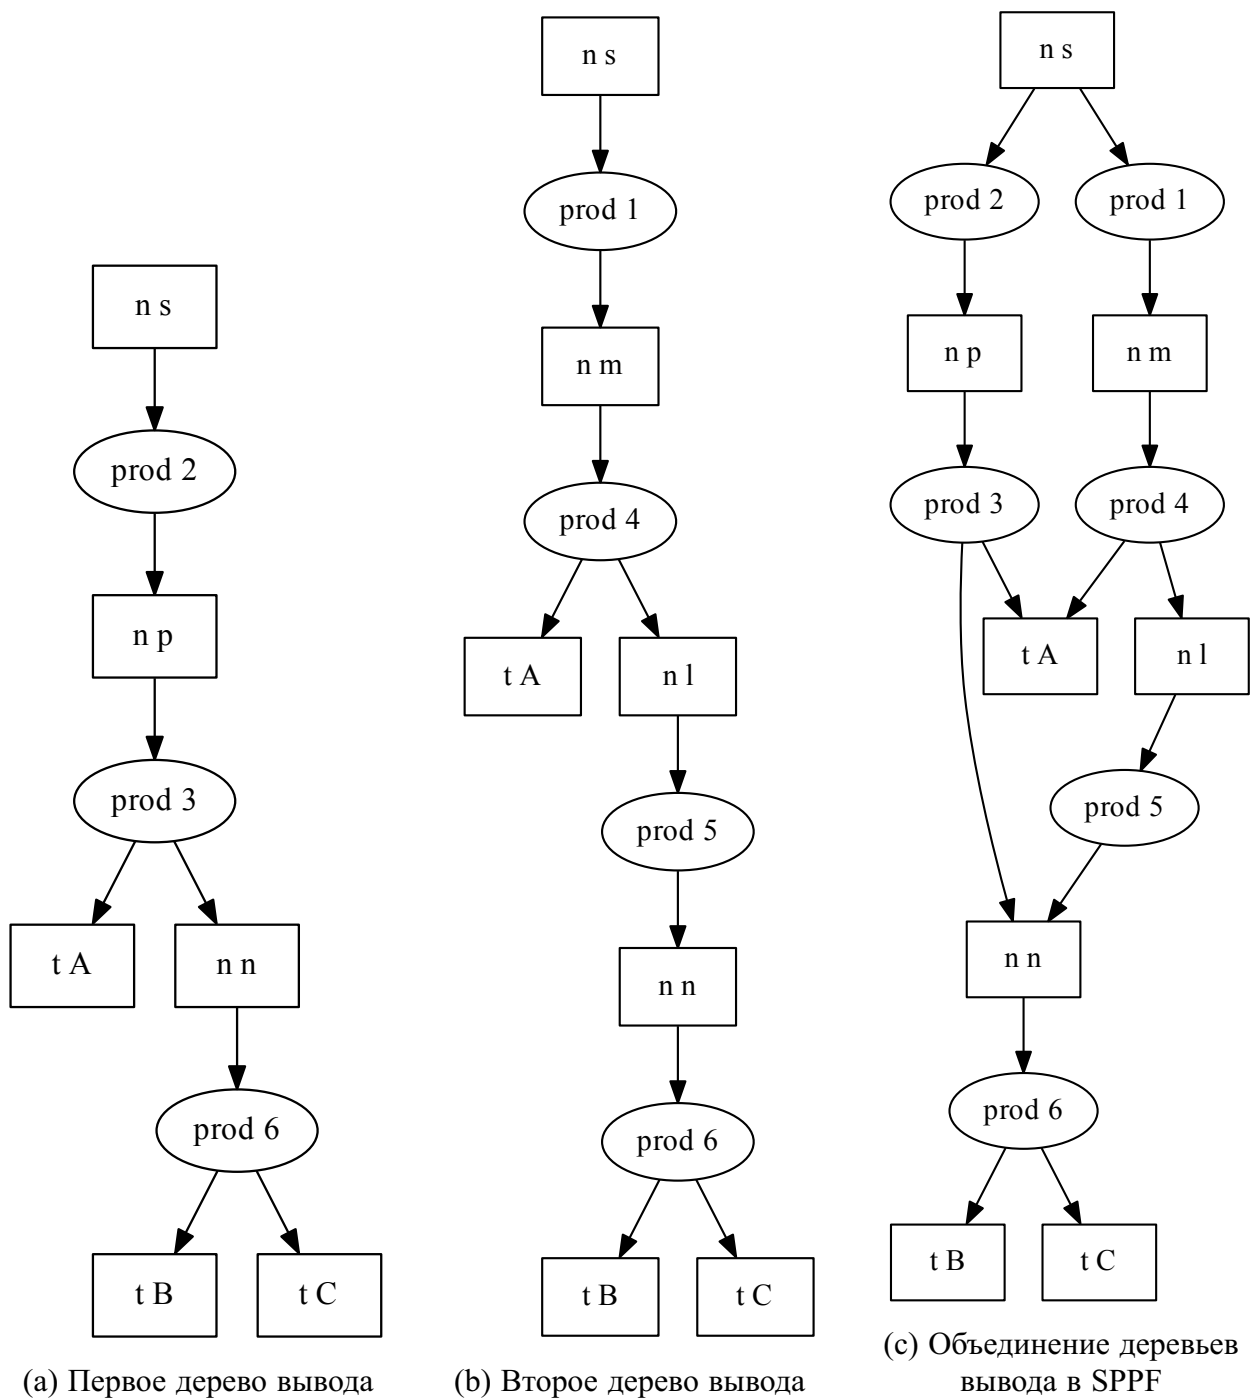 n s
prod 2
n p
prod 3
t A
n n
prod 6
t B
t C
(a) Первое дерево вывода
n s
prod 1
n m
prod 4
t A
n l
prod 5
n n
prod 6
t B
t C
(b) Второе дерево вывода
n s
prod 2
prod 1
n p
n m
prod 3
prod 4
t A
n l
prod 5
n n
prod 6
t B
t C
(c) Объединение деревьев
вывода в SPPF